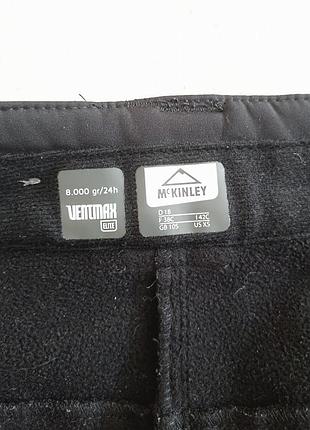 8.000 gr/24h
VENTMAX
ELITE
McKINLEY
D 18
F 38C I 42C
GB 10S US XS